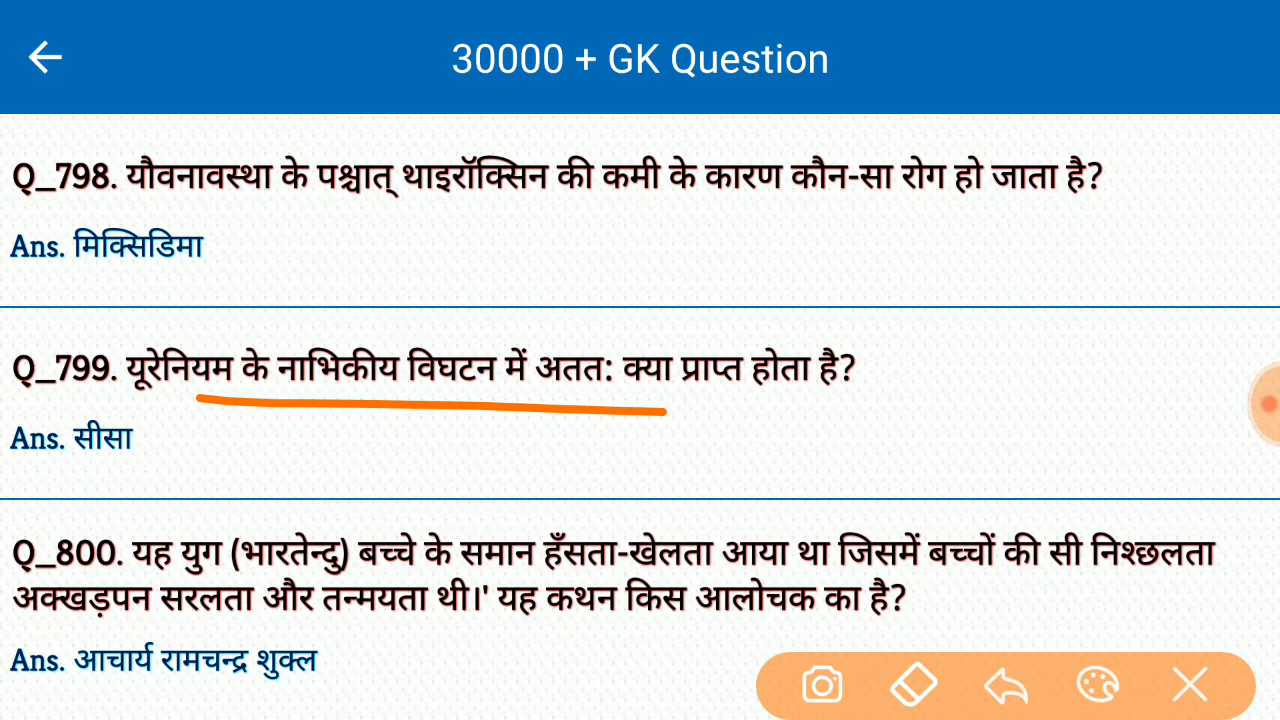 30000 + GK Question
Q_798. यौवनावस्था के पश्चात् थाइरॉक्सिन की कमी के कारण कौन-सा रोग हो जाता है?
Ans. मिक्सिडिमा
Q_799. यूरेनियम के नाभिकीय विघटन में अतत: क्या प्राप्त होता है?
Ans. सीसा
Q_800. यह युग (भारतेन्दु) बच्चे के समान हँसता-खेलता आया था जिसमें बच्चों की सी निश्छलता
अक्खड़पन सरलता और तन्मयता थी।' यह कथन किस आलोचक का है?
Ans. आचार्य रामचन्द्र शुक्ल